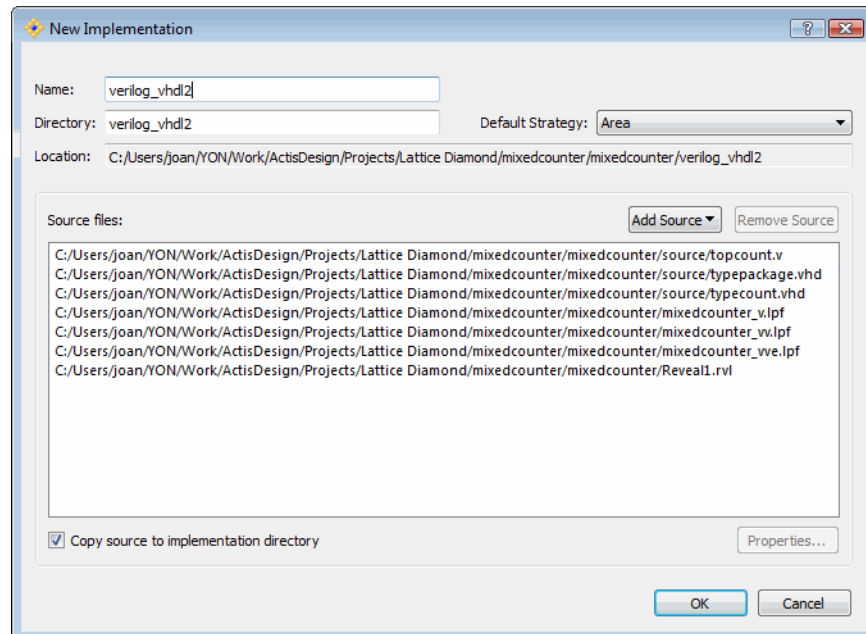 New Implementation
Name: verilog_vhdl2
Directory: verilog_vhdl2 Default Strategy: Area
Location: C:/Users/joan/YON/Work/ActisDesign/Projects/Lattice Diamond/mixedcounter/mixedcounter/verilog_vhdl2
Source files: Add Source Remove Source
C:/Users/joan/YON/Work/ActisDesign/Projects/Lattice Diamond/mixedcounter/mixedcounter/source/topcount.v
C:/Users/joan/YON/Work/ActisDesign/Projects/Lattice Diamond/mixedcounter/mixedcounter/source/typepackage.vhd
C:/Users/joan/YON/Work/ActisDesign/Projects/Lattice Diamond/mixedcounter/mixedcounter/source/typecount.vhd
C:/Users/joan/YON/Work/ActisDesign/Projects/Lattice Diamond/mixedcounter/mixedcounter/mixedcounter_v.lpf
C:/Users/joan/YON/Work/ActisDesign/Projects/Lattice Diamond/mixedcounter/mixedcounter/mixedcounter_vv.lpf
C:/Users/joan/YON/Work/ActisDesign/Projects/Lattice Diamond/mixedcounter/mixedcounter/mixedcounter_vve.lpf
C:/Users/joan/YON/Work/ActisDesign/Projects/Lattice Diamond/mixedcounter/mixedcounter/Reveal1.rvl
Copy source to implementation directory Properties...
OK Cancel